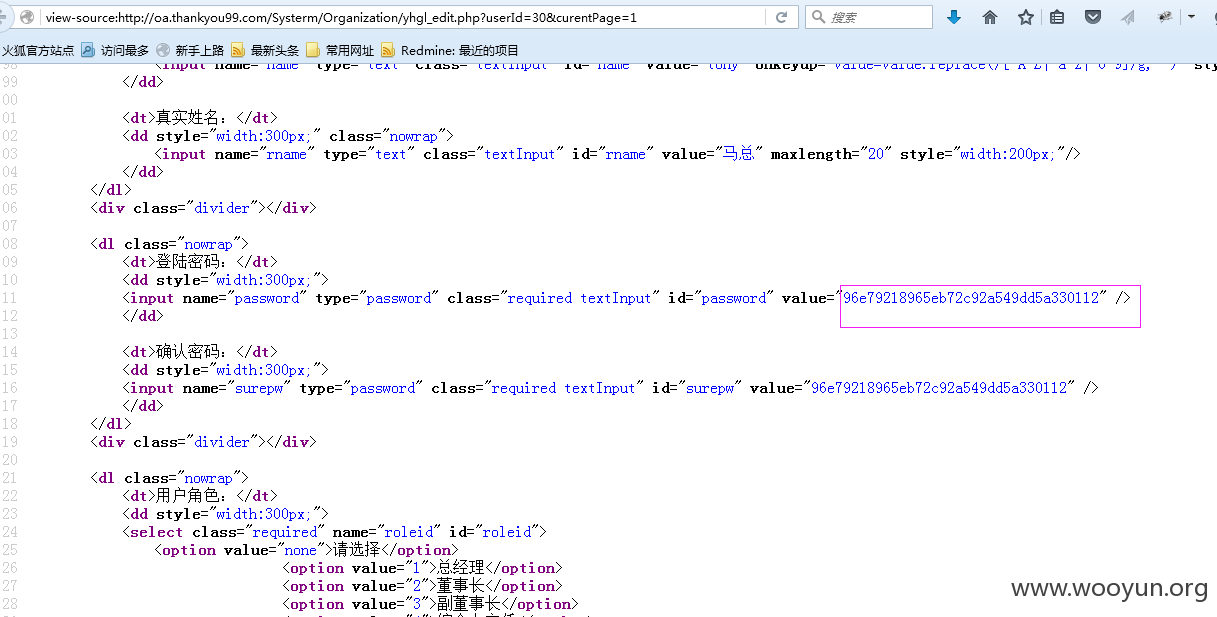 view-source:http://oa.thankyou99.com/Systerm/Organization/yhgl_edit.php?userId=30&curentPage=1 搜索
火狐官方站点 访问最多 新手上路 最新头条 常用网址 Redmine: 最近的项目
99 </dd>
00
01 <dt>真实姓名：</dt>
02 <dd style="width:300px;" class="nowrap">
03 <input name="rname" type="text" class="textInput" id="rname" value="马总" maxlength="20" style="width:200px;"/>
04 </dd>
05 </dl>
06 <div class="divider"></div>
07
08 <dl class="nowrap">
09 <dt>登陆密码：</dt>
10 <dd style="width:300px;">
11 <input name="password" type="password" class="required textInput" id="password" value="96e79218965eb72c92a549dd5a330112" />
12 </dd>
13
14 <dt>确认密码：</dt>
15 <dd style="width:300px;">
16 <input name="surepw" type="password" class="required textInput" id="surepw" value="96e79218965eb72c92a549dd5a330112" />
17 </dd>
18 </dl>
19 <div class="divider"></div>
20
21 <dl class="nowrap">
22 <dt>用户角色：</dt>
23 <dd style="width:300px;">
24 <select class="required" name="roleid" id="roleid">
25 <option value="none">请选择</option>
26 <option value="1">总经理</option>
27 <option value="2">董事长</option>
28 <option value="3">副董事长</option>
www.wooyun.org